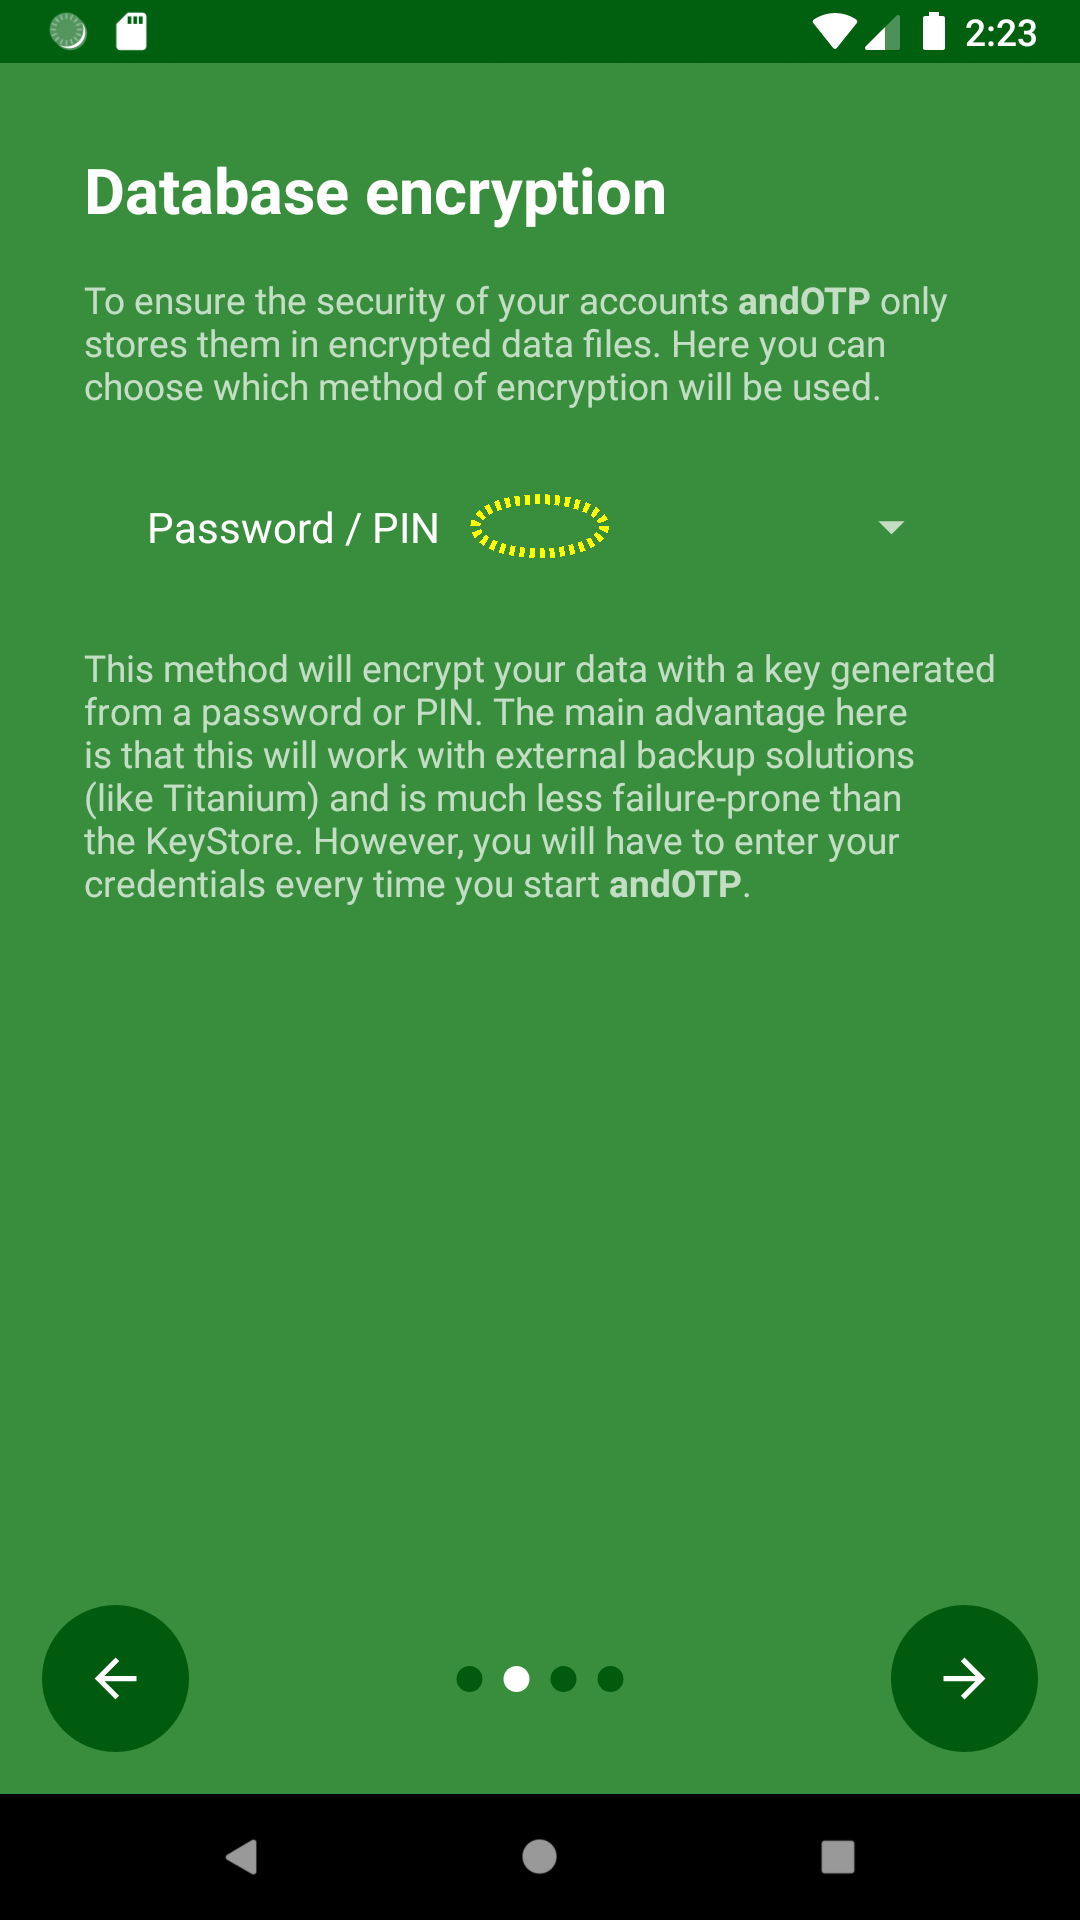 2:23
Database encryption
To ensure the security of your accounts andOTP only
stores them in encrypted data files. Here you can
choose which method of encryption will be used.
Password / PIN
This method will encrypt your data with a key generated
from a password or PIN. The main advantage here
is that this will work with external backup solutions
(like Titanium) and is much less failure-prone than
the KeyStore. However, you will have to enter your
credentials every time you start andOTP.